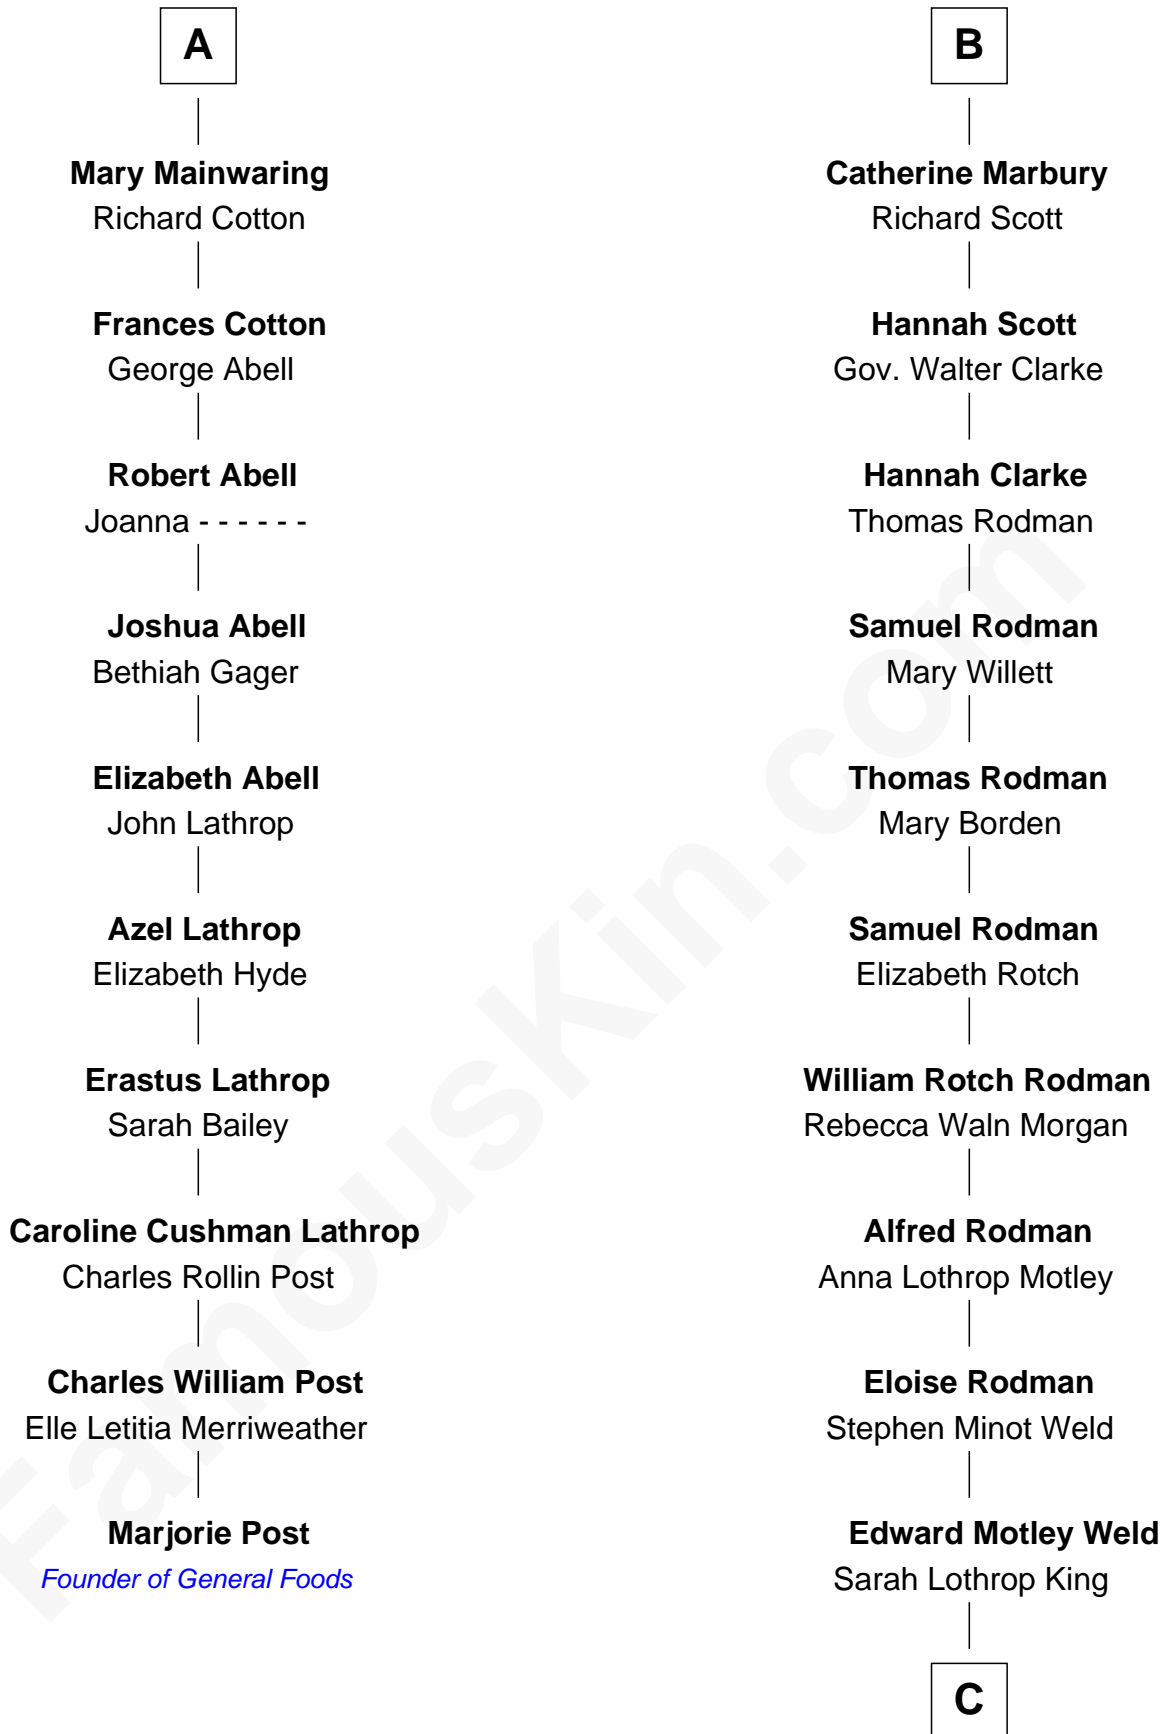 A
Mary Mainwaring
Richard Cotton
Frances Cotton
George Abell
Robert Abell
Joanna - - - - - -
Joshua Abell
Bethiah Gager
Elizabeth Abell
John Lathrop
Azel Lathrop
Elizabeth Hyde
Erastus Lathrop
Sarah Bailey
Caroline Cushman Lathrop
Charles Rollin Post
Charles William Post
Elle Letitia Merriweather
Marjorie Post
Founder of General Foods
B
Catherine Marbury
Richard Scott
Hannah Scott
Gov. Walter Clarke
Hannah Clarke
Thomas Rodman
Samuel Rodman
Mary Willett
Thomas Rodman
Mary Borden
Samuel Rodman
Elizabeth Rotch
William Rotch Rodman
Rebecca Waln Morgan
Alfred Rodman
Anna Lothrop Motley
Eloise Rodman
Stephen Minot Weld
Edward Motley Weld
Sarah Lothrop King
C
FamousKin.com